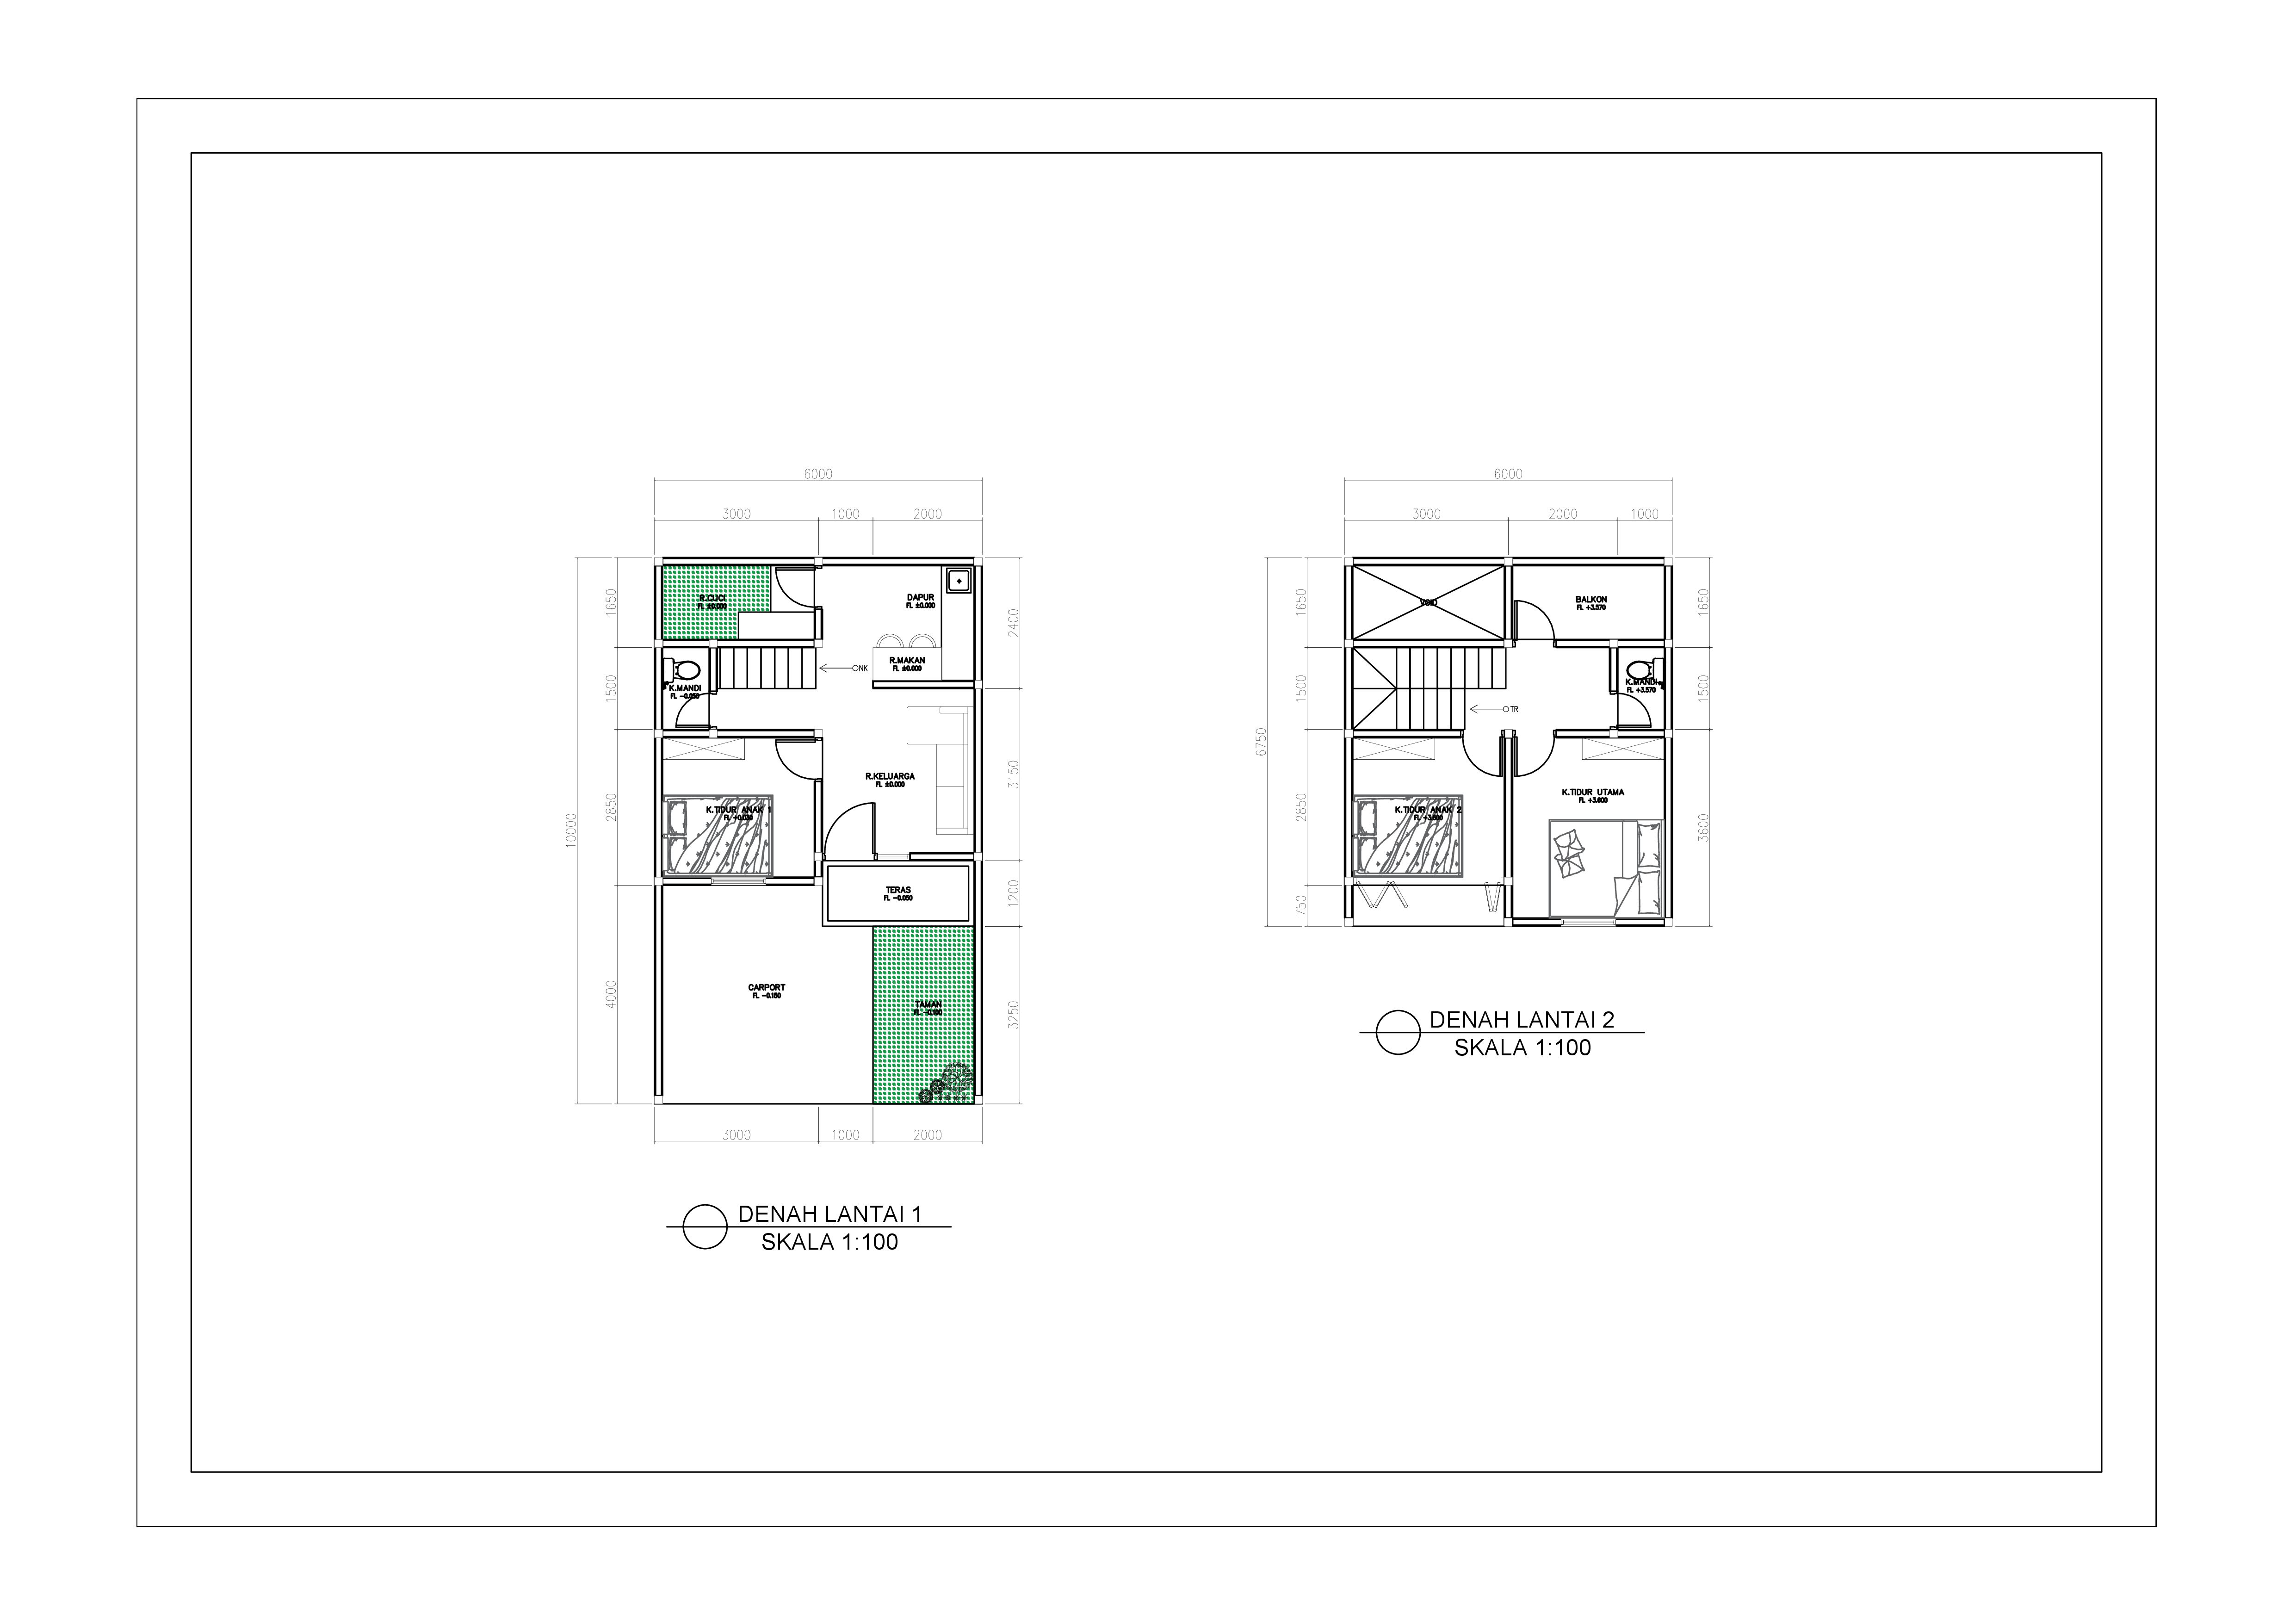 6000
3000 1000 2000
1650
1500
2850
4000
10000
2400
3150
1200
3250
R.CUCI
FL ±0.000
DAPUR
FL ±0.000
R.MAKAN
FL ±0.000
NK
K.MANDI
FL -0.050
R.KELUARGA
FL ±0.000
K.TIDUR ANAK 1
FL +0.030
TERAS
FL -0.050
CARPORT
FL -0.150
TAMAN
FL -0.100
3000 1000 2000
DENAH LANTAI 1
SKALA 1:100
6000
3000 2000 1000
1650
1500
2850
750
6750
1650
1500
3600
VOID
BALKON
FL +3.570
K.MANDI
FL +3.570
TR
K.TIDUR ANAK 2
FL +3.600
K.TIDUR UTAMA
FL +3.600
DENAH LANTAI 2
SKALA 1:100